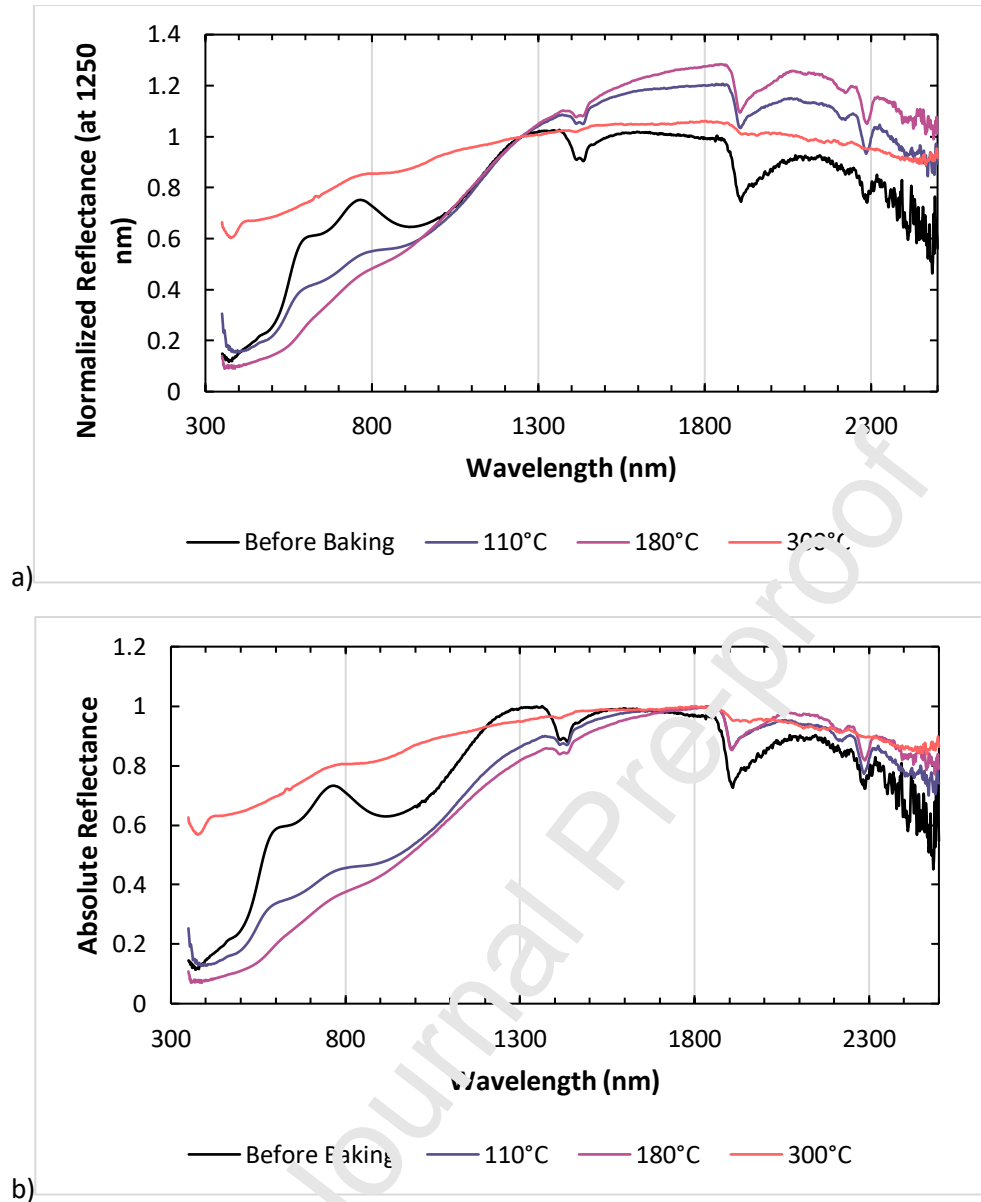 1.4
1.2
1
0.8
0.6
0.4
0.2
0
Normalized Reflectance (at 1250
nm)
300 800 1300 1800 2300
Wavelength (nm)
Before Baking 110°C 180°C 300°C
a)
1.2
1
0.8
0.6
0.4
0.2
0
Absolute Reflectance
300 800 1300 1800 2300
Wavelength (nm)
Before Baking 110°C 180°C 300°C
b)
Journal Pre-proof